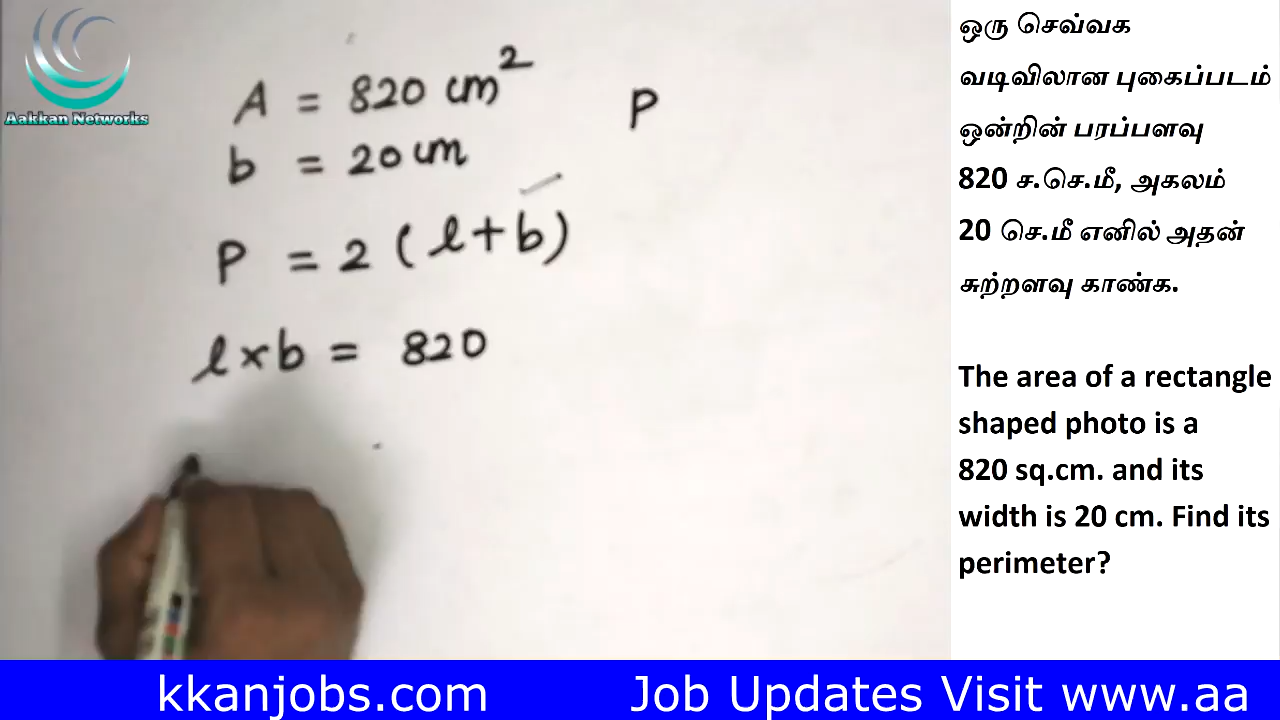 Aakkan Networks
A = 820 cm²
P
b = 20 cm
P = 2 ( l + b )
l × b = 820
ஒரு செவ்வக
வடிவிலான புகைப்படம்
ஒன்றின் பரப்பளவு
820 ச.செ.மீ, அகலம்
20 செ.மீ எனில் அதன்
சுற்றளவு காண்க.
The area of a rectangle
shaped photo is a
820 sq.cm. and its
width is 20 cm. Find its
perimeter?
kkanjobs.com Job Updates Visit www.aa